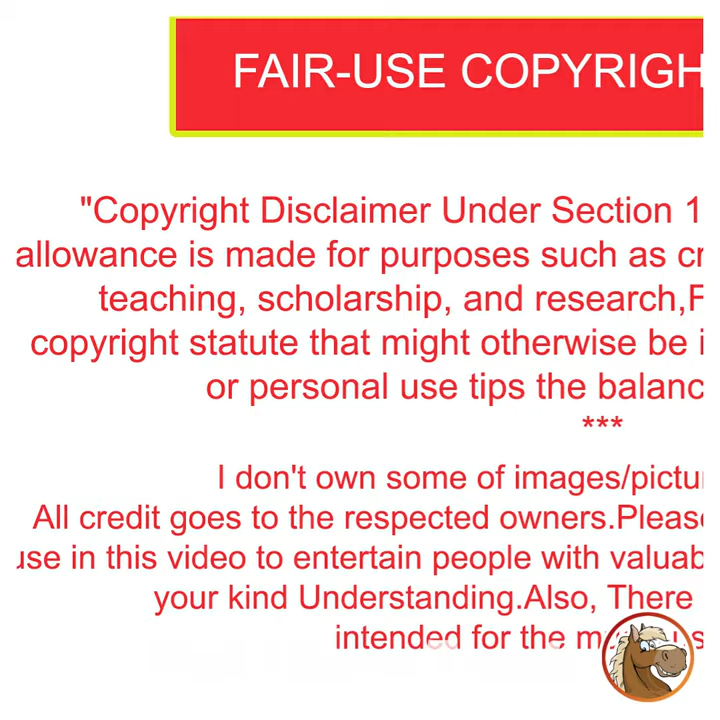 FAIR-USE COPYRIGH
"Copyright Disclaimer Under Section 1
allowance is made for purposes such as cr
teaching, scholarship, and research,F
copyright statute that might otherwise be i
or personal use tips the balanc
***
I don't own some of images/pictu
All credit goes to the respected owners.Pleas
use in this video to entertain people with valuab
your kind Understanding.Also, There
intended for the